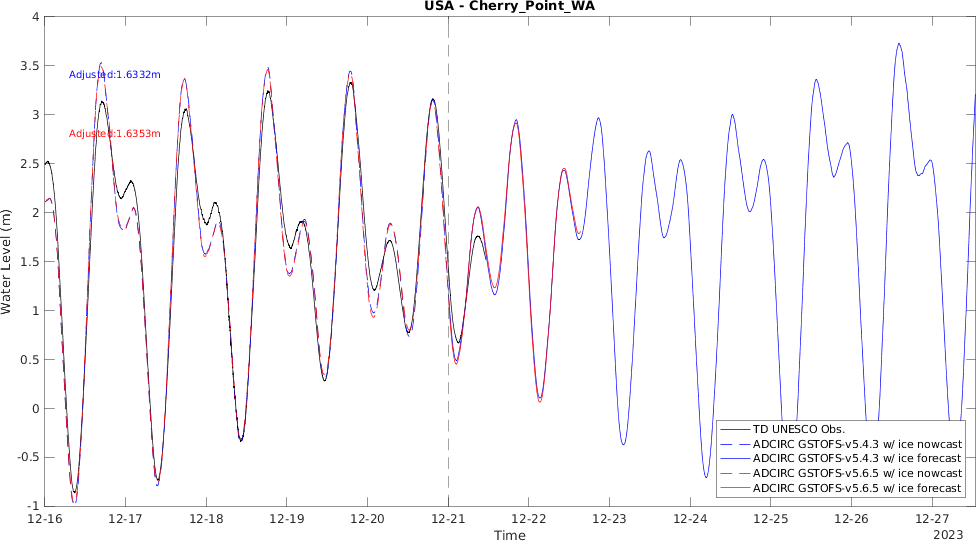 USA - Cherry_Point_WA
4
3.5
3
2.5
2
1.5
1
0.5
0
-0.5
-1
Water Level (m)
Adjusted:1.6332m
Adjusted:1.6353m
TD UNESCO Obs.
ADCIRC GSTOFS-v5.4.3 w/ ice nowcast
ADCIRC GSTOFS-v5.4.3 w/ ice forecast
ADCIRC GSTOFS-v5.6.5 w/ ice nowcast
ADCIRC GSTOFS-v5.6.5 w/ ice forecast
12-16 12-17 12-18 12-19 12-20 12-21 12-22 12-23 12-24 12-25 12-26 12-27
Time
2023